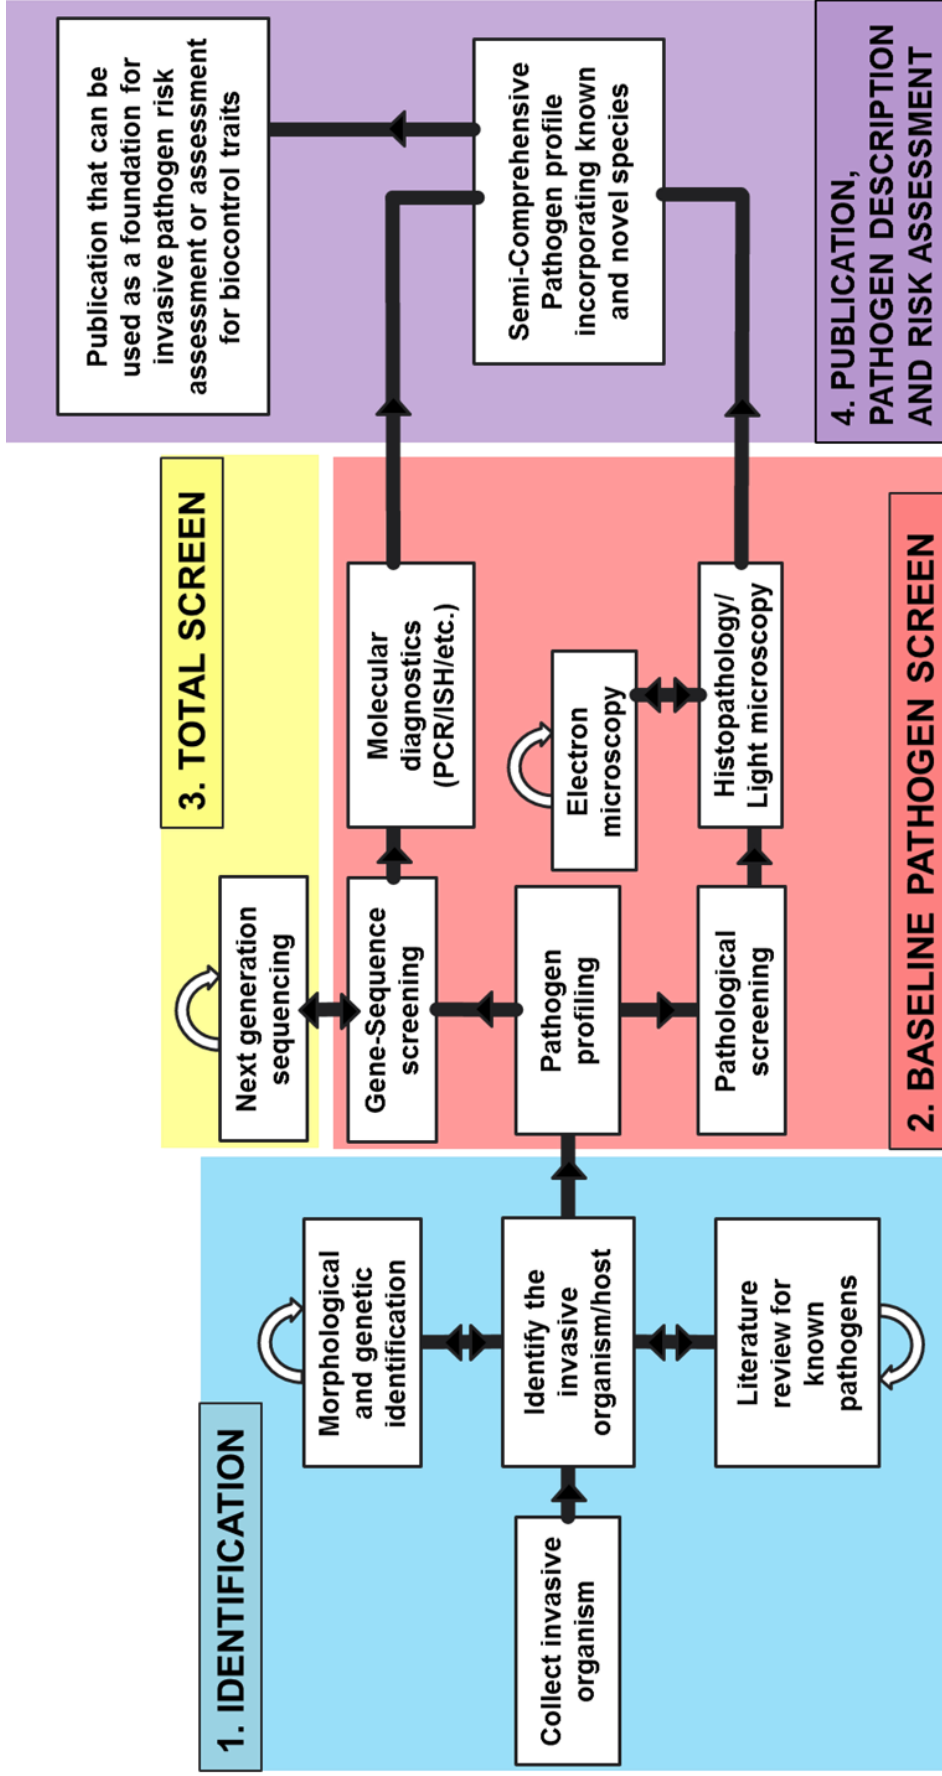 1. IDENTIFICATION
Collect invasive
organism
Morphological
and genetic
identification
Identify the
invasive
organism/host
Literature
review for
known
pathogens
3. TOTAL SCREEN
Next generation
sequencing
Gene-Sequence
screening
Molecular
diagnostics
(PCR/ISH/etc.)
Pathogen
profiling
Electron
microscopy
Pathological
screening
Histopathology/
Light microscopy
2. BASELINE PATHOGEN SCREEN
Publication that can be
used as a foundation for
invasive pathogen risk
assessment or assessment
for biocontrol traits
Semi-Comprehensive
Pathogen profile
incorporating known
and novel species
4. PUBLICATION,
PATHOGEN DESCRIPTION
AND RISK ASSESSMENT